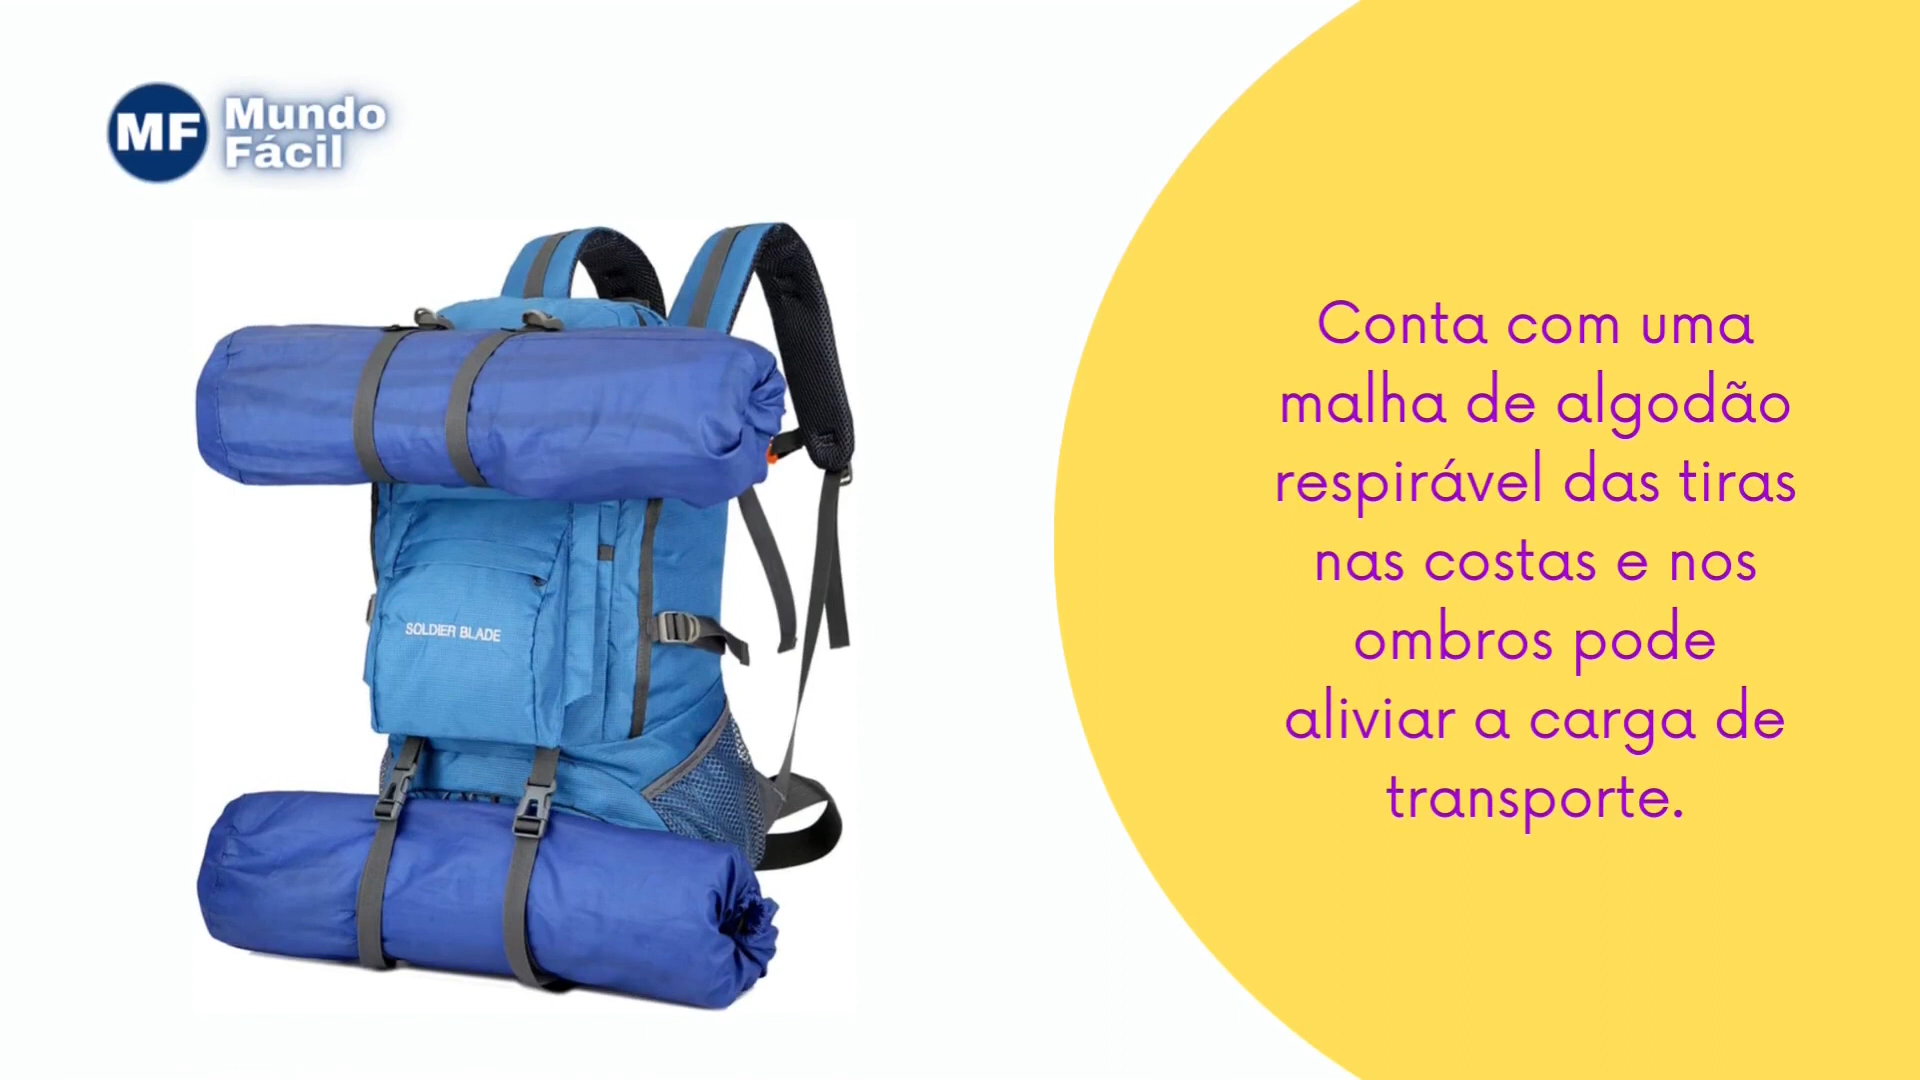 MF
Mundo
Fácil
SOLDIER BLADE
Conta com uma
malha de algodão
respirável das tiras
nas costas e nos
ombros pode
aliviar a carga de
transporte.